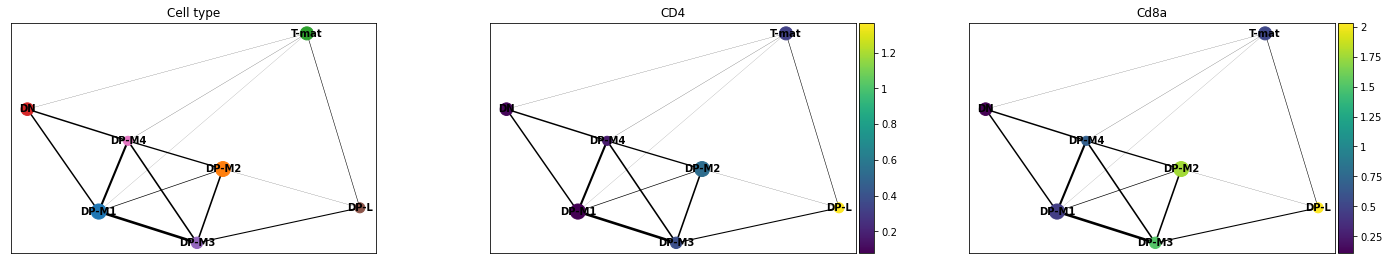 Cell type
T-mat
DN
DP-M4
DP-M2
DP-M1
DP-L
DP-M3
CD4
T-mat
DN
DP-M4
DP-M2
DP-M1
DP-L
DP-M3
1.2
1.0
0.8
0.6
0.4
0.2
Cd8a
T-mat
DN
DP-M4
DP-M2
DP-M1
DP-L
DP-M3
2
1.75
1.5
1.25
1
0.75
0.5
0.25